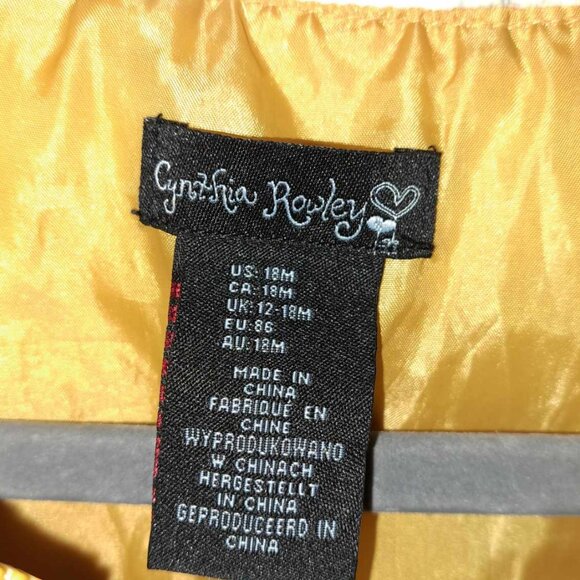 Cynthia Rowley
US: 18M
CA: 18M
UK: 12-18M
EU: 86
AU: 18M
MADE IN
CHINA
FABRIQUÉ EN
CHINE
WYPRODUKOWANO
W CHINACH
HERGESTELLT
IN CHINA
GEPRODUCEERD IN
CHINA